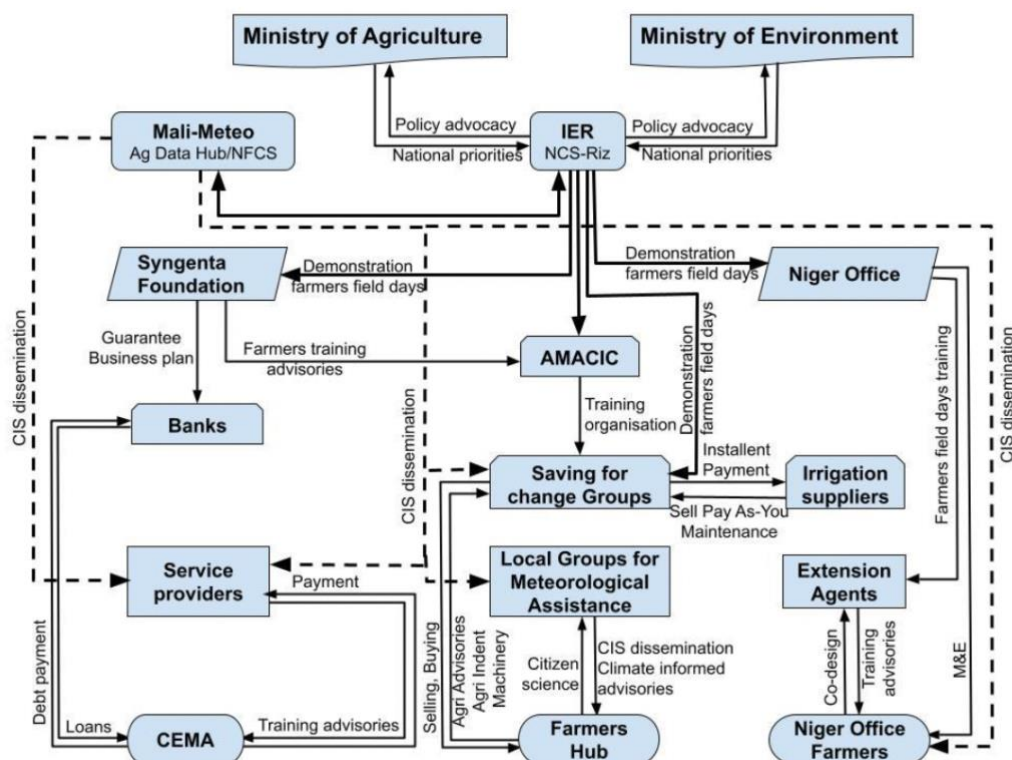 Ministry of Agriculture
Ministry of Environment
Mali-Meteo
Ag Data Hub/NFCS
Policy advocacy
National priorities
IER
NCS-Riz
Policy advocacy
National priorities
Syngenta
Foundation
Demonstration
farmers field days
Demonstration
farmers field days
Niger Office
CIS dissemination
Guarantee
Business plan
Farmers training
advisories
AMACIC
Demonstration
farmers field days
Farmers field days training
CIS dissemination
Banks
Training
organisation
CIS dissemination
Saving for
change Groups
Installent
Payment
Irrigation
suppliers
Sell Pay As-You
Maintenance
Service
providers
Payment
Local Groups for
Meteorological
Assistance
Extension
Agents
Debt payment
Loans
CEMA
Training advisories
Selling, Buying
Agri Advisories
Agri Indent
Machinery
Citizen
science
CIS dissemination
Climate informed
advisories
Farmers
Hub
Co-design
Training
advisories
M&E
Niger Office
Farmers